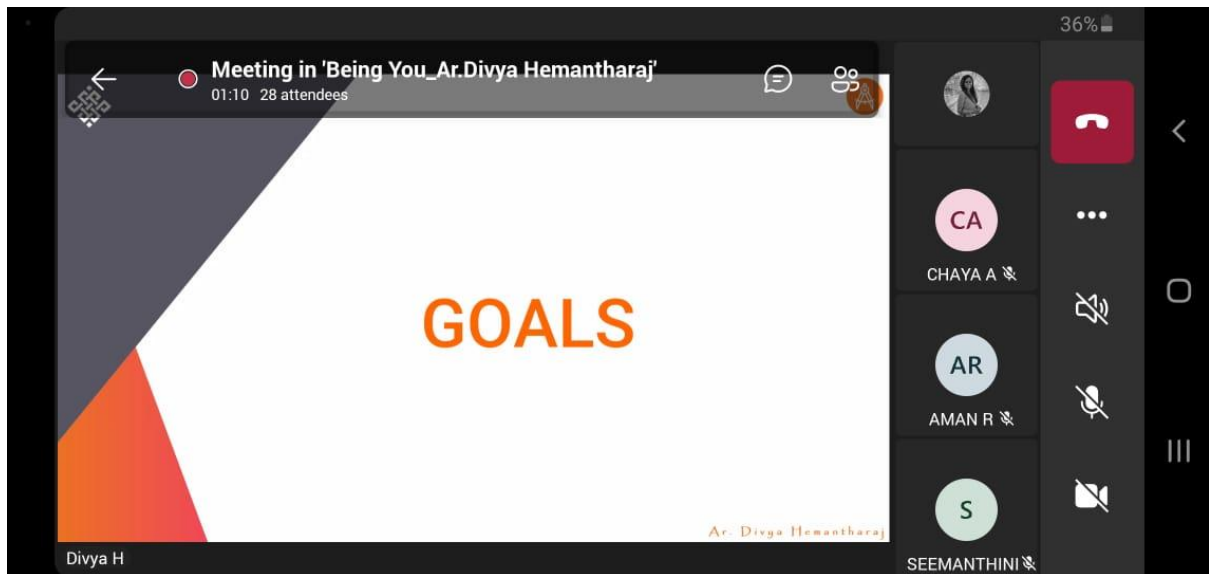 36%
Meeting in 'Being You_Ar.Divya Hemantharaj'
01:10 28 attendees
GOALS
Ar. Divya Hemantharaj
Divya H
CA
CHAYA A
AR
AMAN R
S
SEEMANTHINI